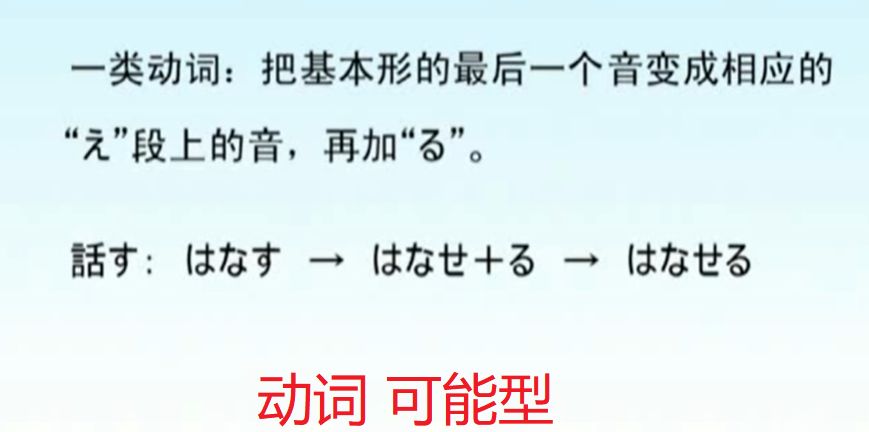 一类动词：把基本形的最后一个音变成相应的
“え”段上的音，再加“る”。
話す：はなす → はなせ＋る → はなせる
动词 可能型